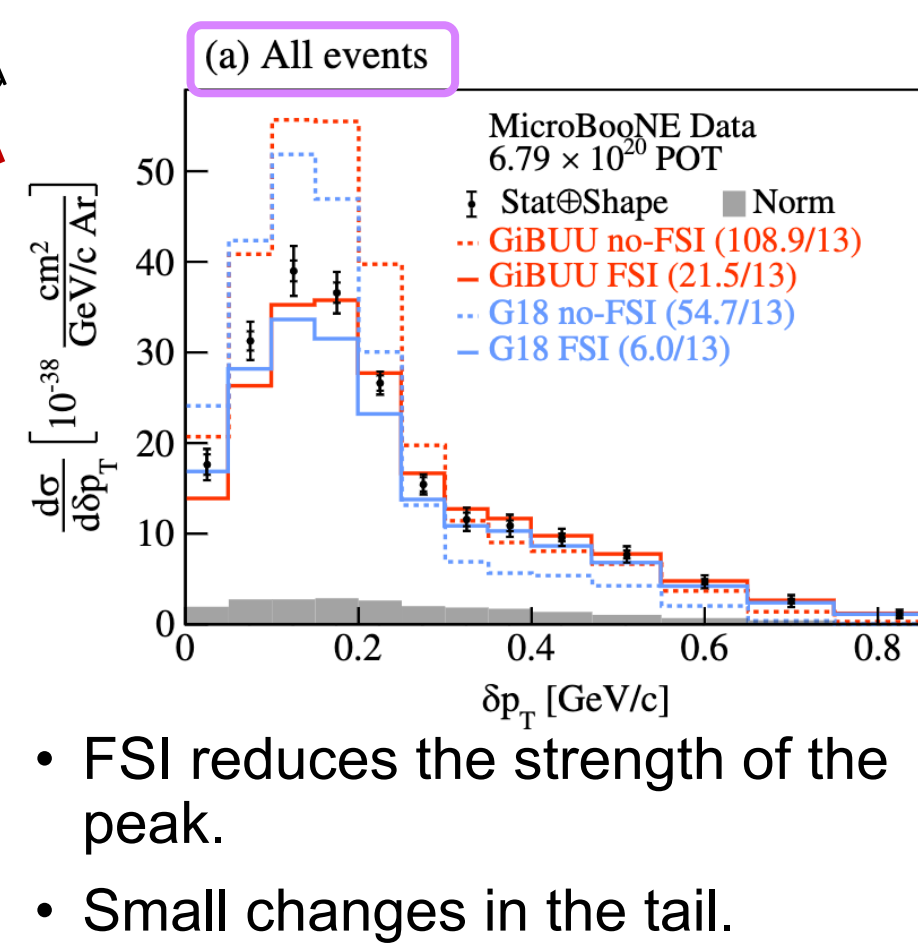 (a) All events
MicroBooNE Data
6.79 × 10²⁰ POT
Stat⊕Shape Norm
GiBUU no-FSI (108.9/13)
GiBUU FSI (21.5/13)
G18 no-FSI (54.7/13)
G18 FSI (6.0/13)
dσ/dδp_T [10⁻³⁸ cm²/GeV/c Ar]
50
40
30
20
10
0
0 0.2 0.4 0.6 0.8
δp_T [GeV/c]
• FSI reduces the strength of the
peak.
• Small changes in the tail.